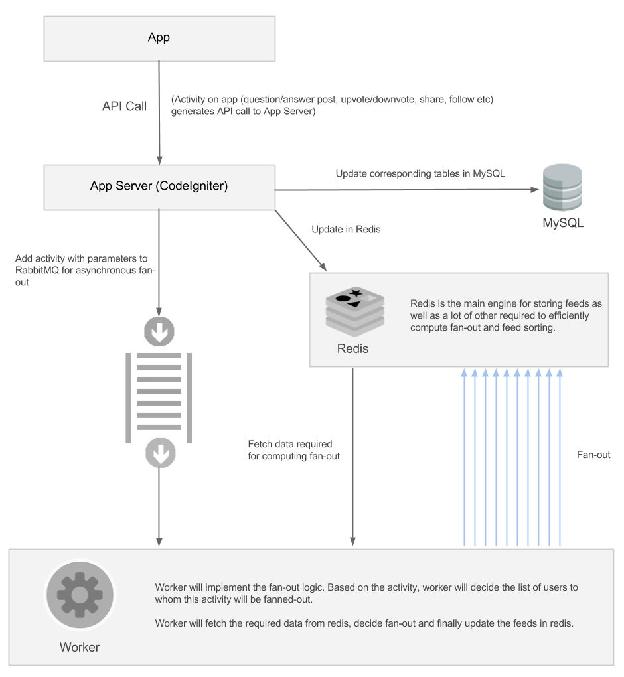 App
API Call
(Activity on app (question/answer post, upvote/downvote, share, follow etc)
generates API call to App Server)
App Server (CodeIgniter)
Update corresponding tables in MySQL
MySQL
Update in Redis
Add activity with parameters to
RabbitMQ for asynchronous fan-
out
Redis is the main engine for storing feeds as
well as a lot of other required to efficiently
compute fan-out and feed sorting.
Redis
Fetch data required
for computing fan-out
Fan-out
Worker will implement the fan-out logic. Based on the activity, worker will decide the list of users to
whom this activity will be fanned-out.
Worker will fetch the required data from redis, decide fan-out and finally update the feeds in redis.
Worker